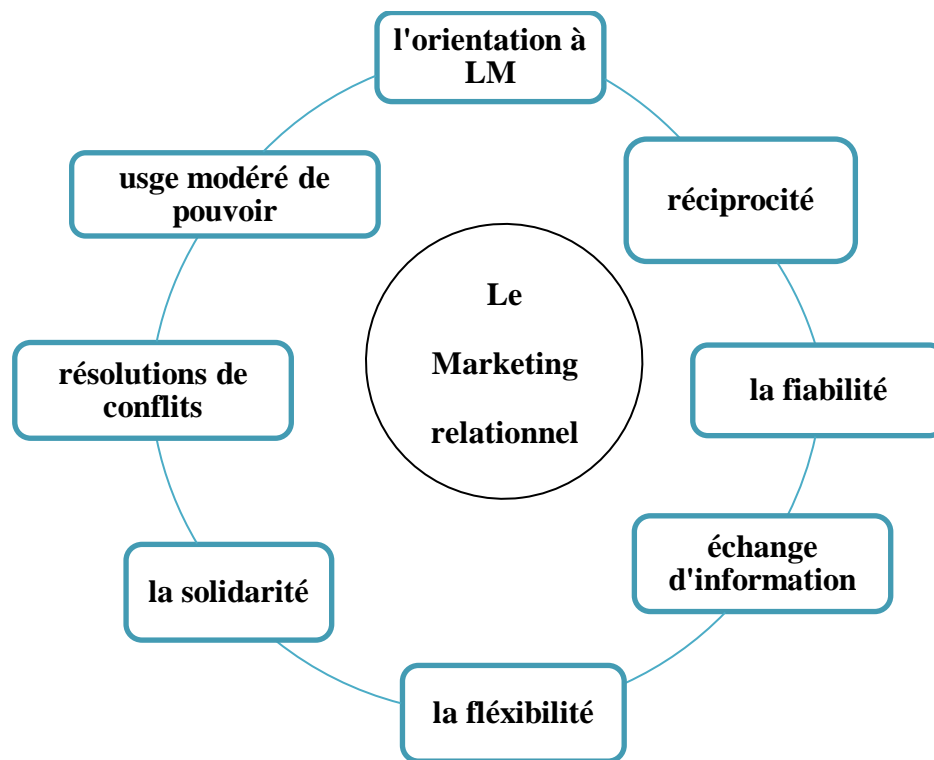 l'orientation à
LM
réciprocité
la fiabilité
échange
d'information
la fléxibilité
la solidarité
résolutions de
conflits
usge modéré de
pouvoir
Le
Marketing
relationnel